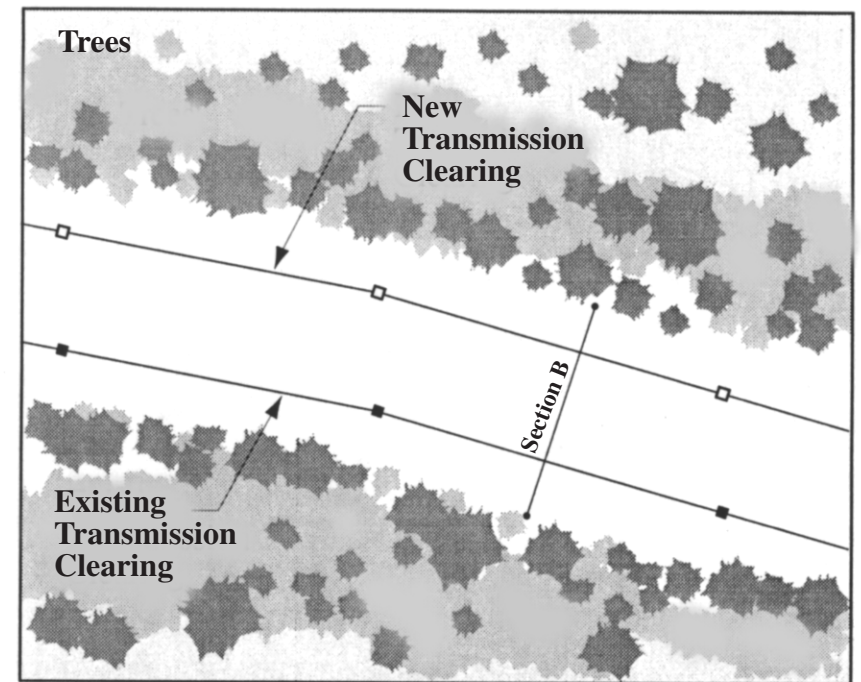 Trees
New
Transmission
Clearing
Section B
Existing
Transmission
Clearing